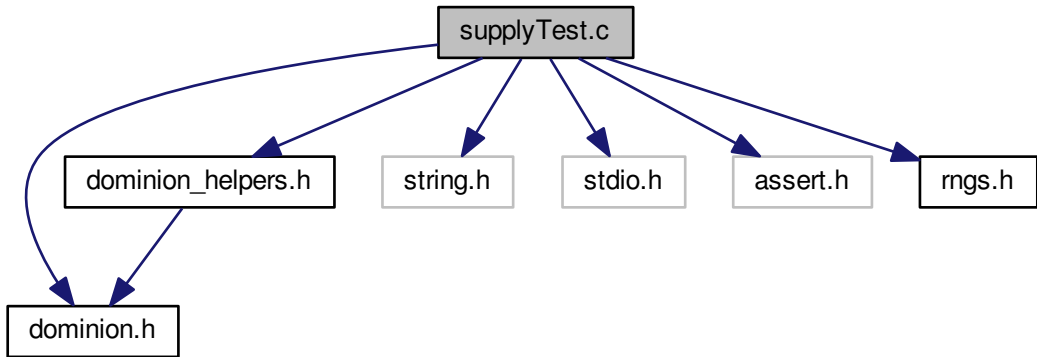 supplyTest.c
dominion_helpers.h
string.h
stdio.h
assert.h
rngs.h
dominion.h